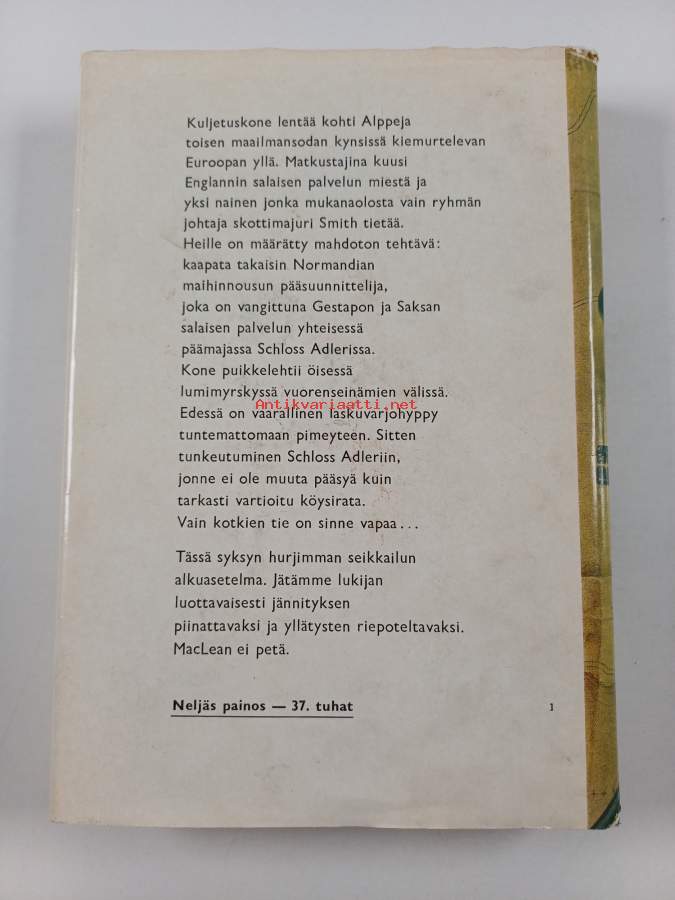 Kuljetuskone lentää kohti Alppeja
toisen maailmansodan kynsissä kiemurtelevan
Euroopan yllä. Matkustajina kuusi
Englannin salaisen palvelun miestä ja
yksi nainen jonka mukanaolosta vain ryhmän
johtaja skottimajuri Smith tietää.
Heille on määrätty mahdoton tehtävä:
kaapata takaisin Normandian
maihinnousun pääsuunnittelija,
joka on vangittuna Gestapon ja Saksan
salaisen palvelun yhteisessä
päämajassa Schloss Adlerissa.
Kone puikkelehtii öisessä
lumimyrskyssä vuorenseinämien välissä.
Antikvariaatti.net
Edessä on vaarallinen laskuvarjohyppy
tuntemattomaan pimeyteen. Sitten
tunkeutuminen Schloss Adleriin,
jonne ei ole muuta pääsyä kuin
tarkasti vartioitu köysirata.
Vain kotkien tie on sinne vapaa...
Tässä syksyn hurjimman seikkailun
alkuasetelma. Jätämme lukijan
luottavaisesti jännityksen
piinattavaksi ja yllätysten riepoteltavaksi.
MacLean ei petä.
Neljäs painos — 37. tuhat 1